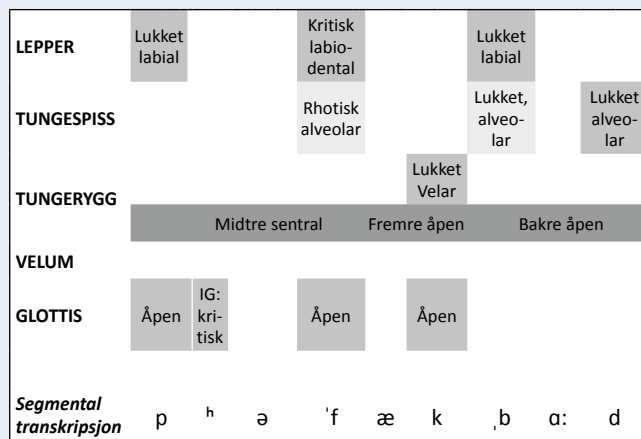 LEPPER
Lukket
labial
Kritisk
labio-
dental
Lukket
labial
TUNGESPISS
Rhotisk
alveolar
Lukket,
alveo-
lar
Lukket
alveo-
lar
TUNGERYGG
Lukket
Velar
Midtre sentral
Fremre åpen
Bakre åpen
VELUM
GLOTTIS
Åpen
IG:
kri-
tisk
Åpen
Åpen
Segmental
transkripsjon
p ʰ ə ˈf æ k ˌb ɑː d